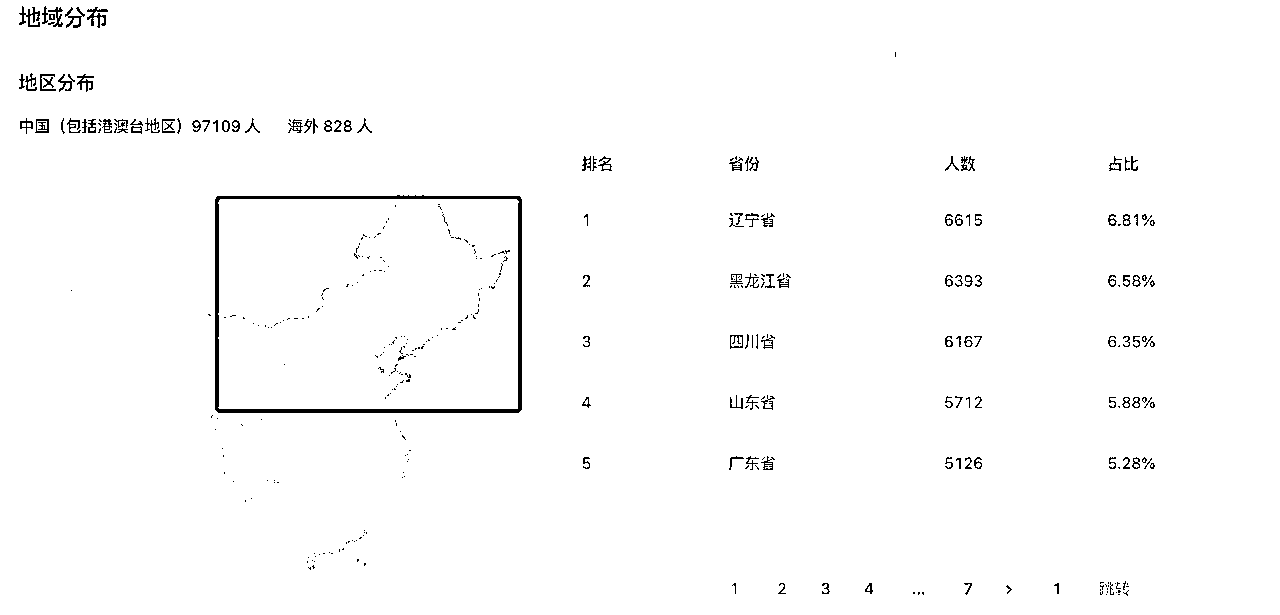 地域分布
地区分布
中国（包括港澳台地区）97109 人 海外 828 人
排名 省份 人数 占比
1 辽宁省 6615 6.81%
2 黑龙江省 6393 6.58%
3 四川省 6167 6.35%
4 山东省 5712 5.88%
5 广东省 5126 5.28%
1 2 3 4 ... 7 > 1 跳转